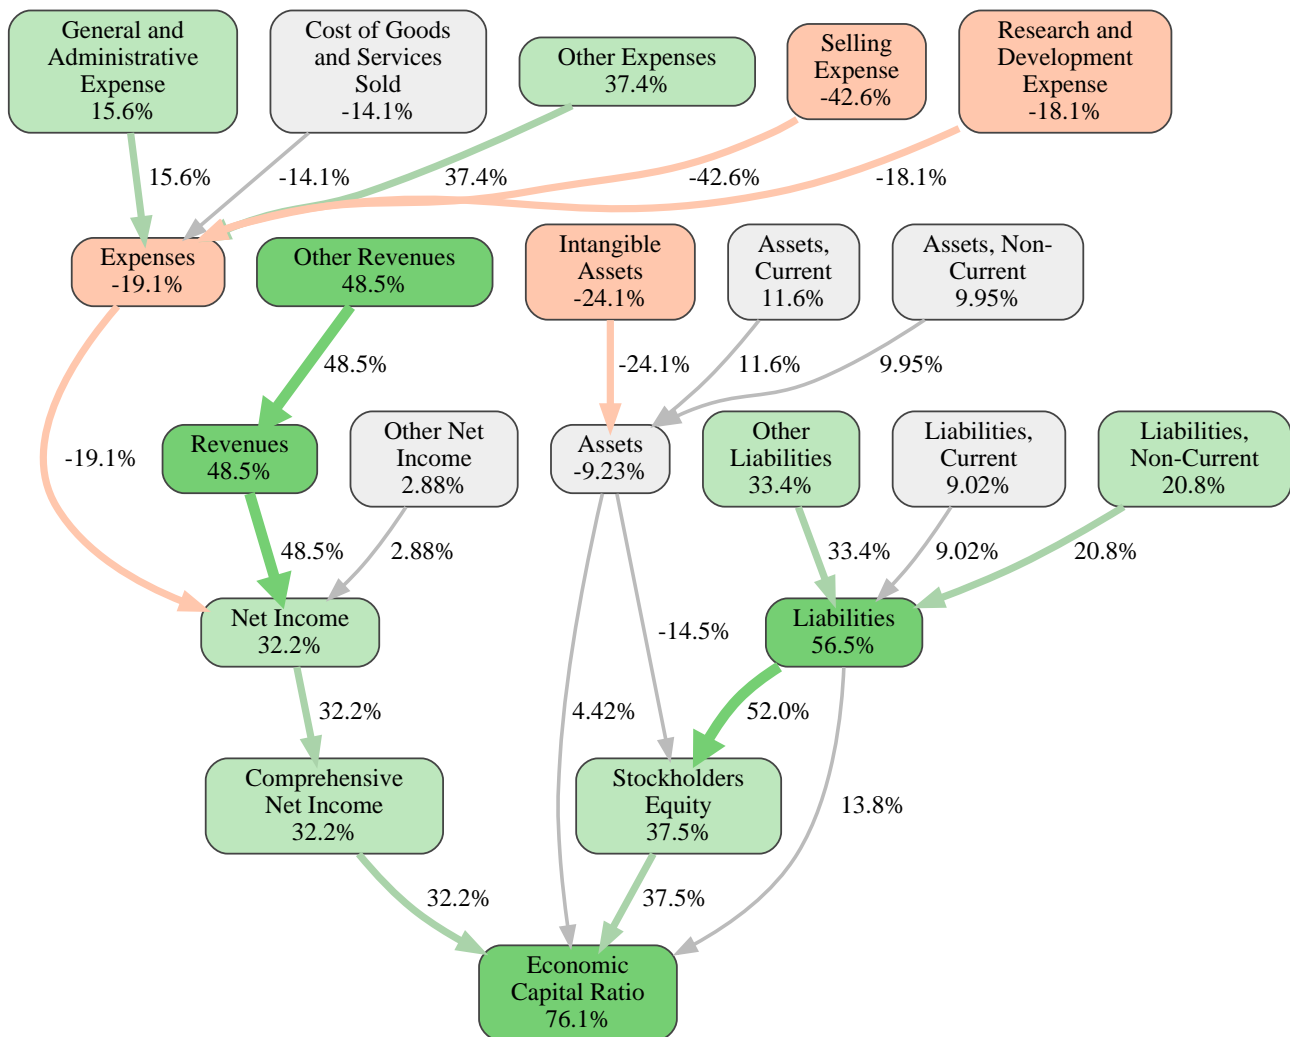 General and
Administrative
Expense
15.6%
Cost of Goods
and Services
Sold
-14.1%
Other Expenses
37.4%
Selling
Expense
-42.6%
Research and
Development
Expense
-18.1%
15.6%
-14.1%
37.4%
-42.6%
-18.1%
Expenses
-19.1%
Other Revenues
48.5%
Intangible
Assets
-24.1%
Assets,
Current
11.6%
Assets, Non-
Current
9.95%
48.5%
-24.1%
11.6%
9.95%
-19.1%
Revenues
48.5%
Other Net
Income
2.88%
Assets
-9.23%
Other
Liabilities
33.4%
Liabilities,
Current
9.02%
Liabilities,
Non-Current
20.8%
48.5%
2.88%
33.4%
9.02%
20.8%
Net Income
32.2%
-14.5%
Liabilities
56.5%
32.2%
4.42%
52.0%
Comprehensive
Net Income
32.2%
Stockholders
Equity
37.5%
13.8%
32.2%
37.5%
Economic
Capital Ratio
76.1%